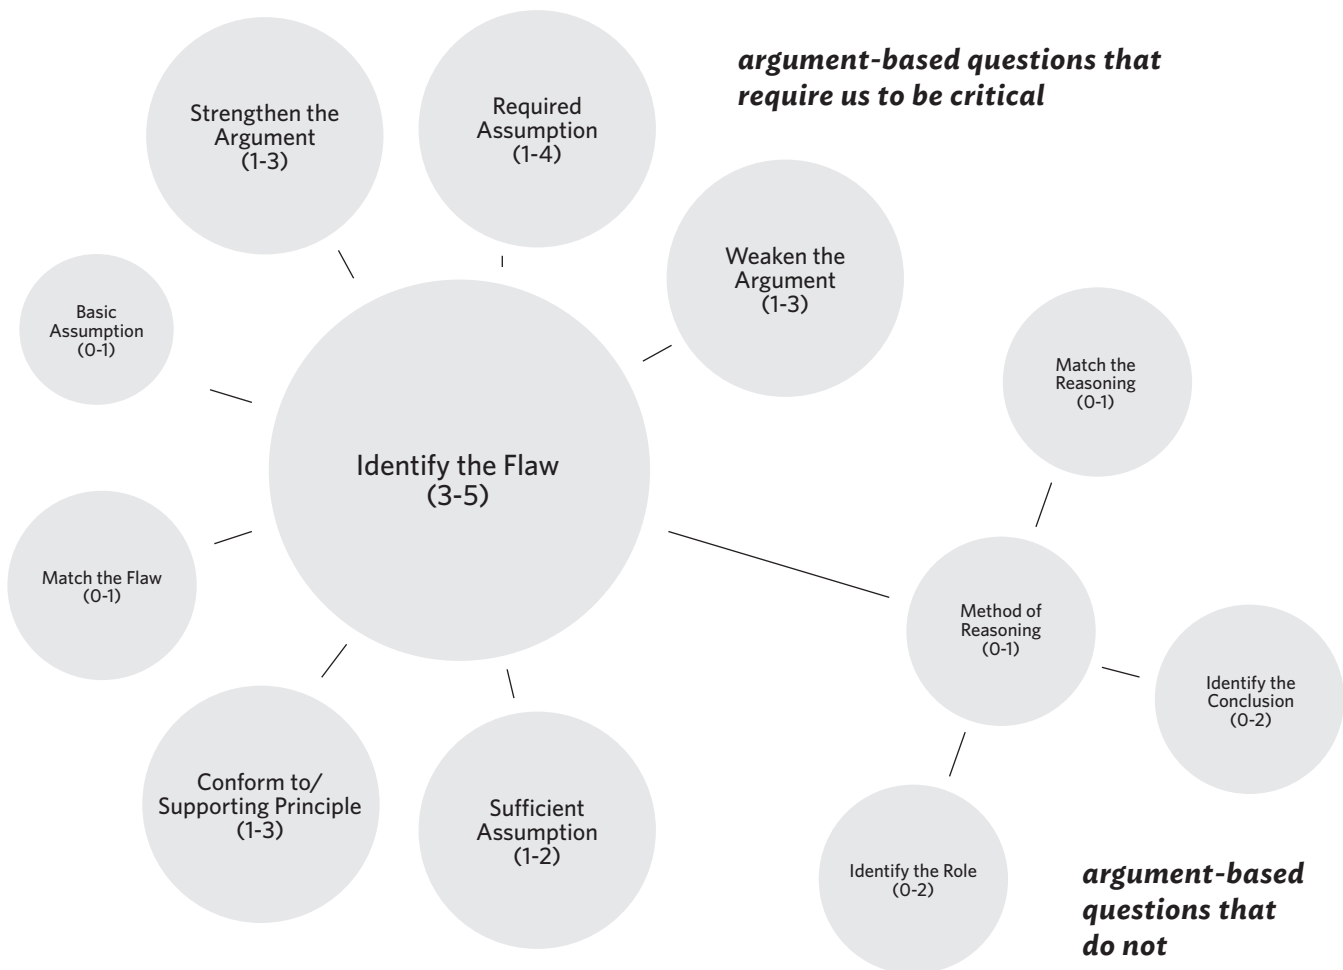 argument-based questions that
require us to be critical
Strengthen the
Argument
(1-3)
Required
Assumption
(1-4)
Weaken the
Argument
(1-3)
Basic
Assumption
(0-1)
Match the
Reasoning
(0-1)
Identify the Flaw
(3-5)
Match the Flaw
(0-1)
Method of
Reasoning
(0-1)
Identify the
Conclusion
(0-2)
Conform to/
Supporting Principle
(1-3)
Sufficient
Assumption
(1-2)
Identify the Role
(0-2)
argument-based
questions that
do not